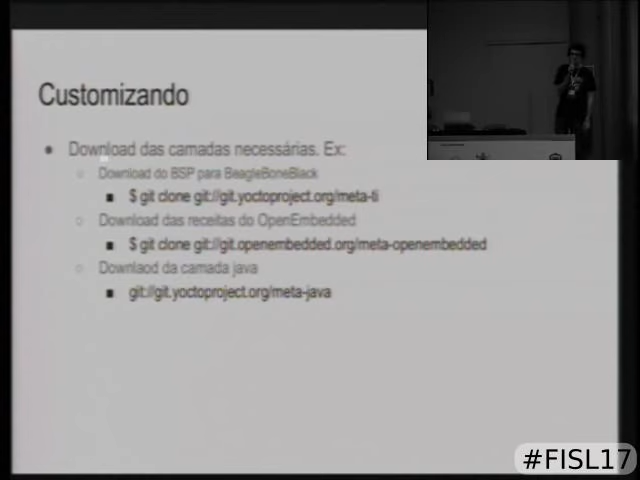 Customizando
● Download das camadas necessárias. Ex:
○ Download do BSP para BeagleBoneBlack
■ $ git clone git://git.yoctoproject.org/meta-ti
○ Download das receitas do OpenEmbedded
■ $ git clone git://git.openembedded.org/meta-openembedded
○ Downlaod da camada java
■ git://git.yoctoproject.org/meta-java
#FISL17